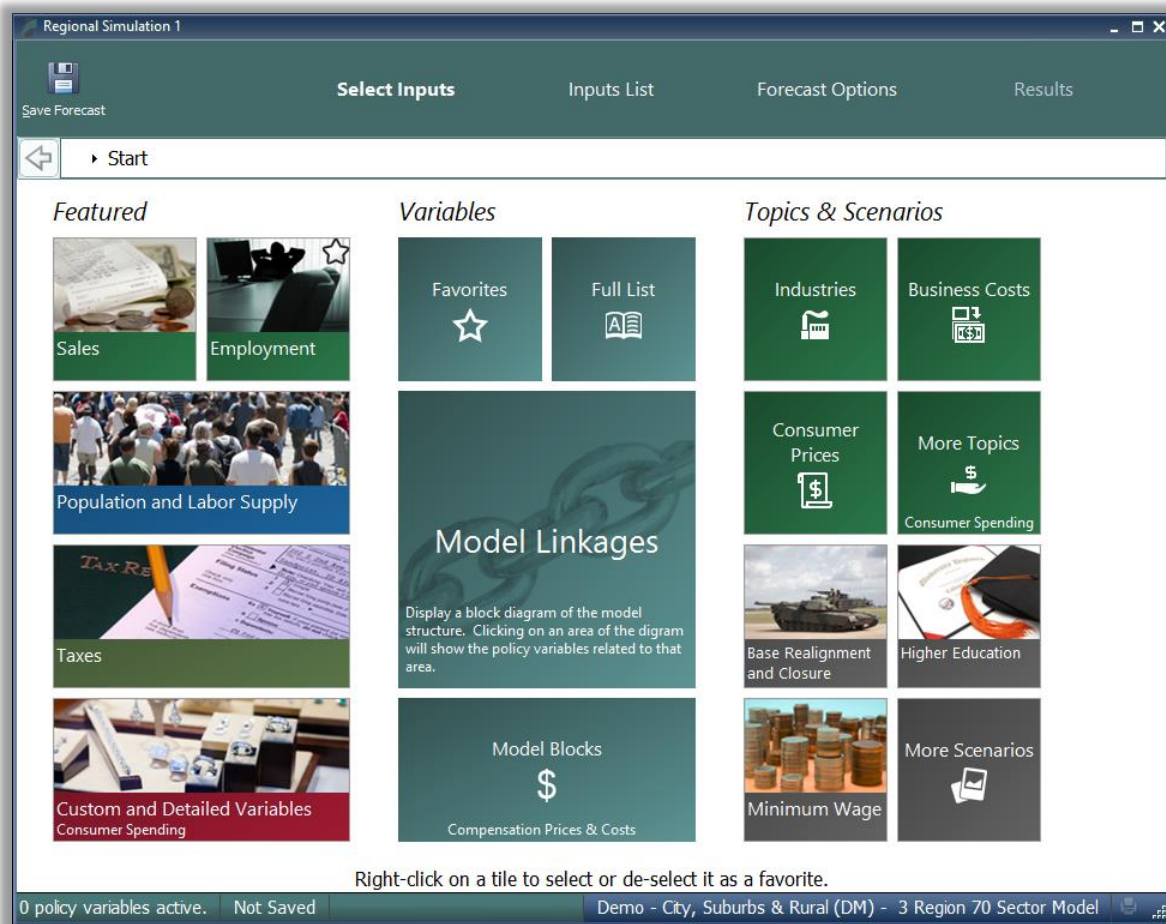 Regional Simulation 1
Save Forecast
Select Inputs
Inputs List
Forecast Options
Results
Start
Featured
Sales
Employment
Population and Labor Supply
TAX RE
Filing Status
Exemptions
Taxes
Custom and Detailed Variables
Consumer Spending
Variables
Favorites
Full List
A
Model Linkages
Display a block diagram of the model
structure. Clicking on an area of the digram
will show the policy variables related to that
area.
Model Blocks
$
Compensation Prices & Costs
Topics & Scenarios
Industries
Business Costs
$
Consumer
Prices
$
More Topics
$
Consumer Spending
Base Realignment
and Closure
Higher Education
Minimum Wage
More Scenarios
Right-click on a tile to select or de-select it as a favorite.
0 policy variables active.
Not Saved
Demo - City, Suburbs & Rural (DM) - 3 Region 70 Sector Model